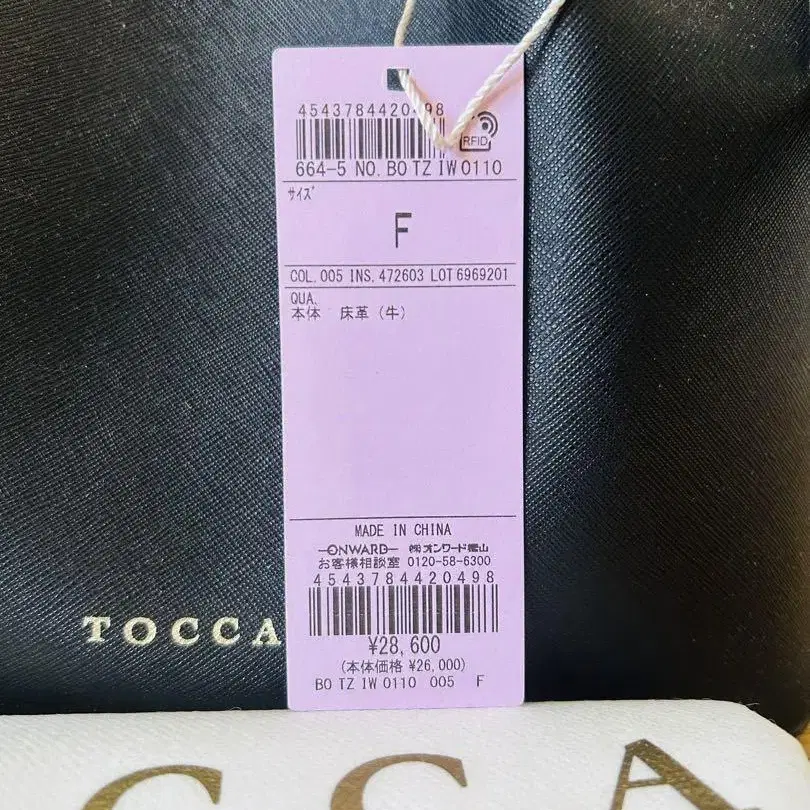 4543784420498
RFID
664-5 NO. BO TZ IW 0110
サイズ
F
COL. 005 INS. 472603 LOT 6969201
QUA.
本体 床革 (牛)
MADE IN CHINA
ONWARD ㈱オンワード樫山
お客様相談室 0120-58-6300
4543784420498
¥28,600
(本体価格 ¥26,000)
BO TZ IW 0110 005 F
TOCCA
CCA